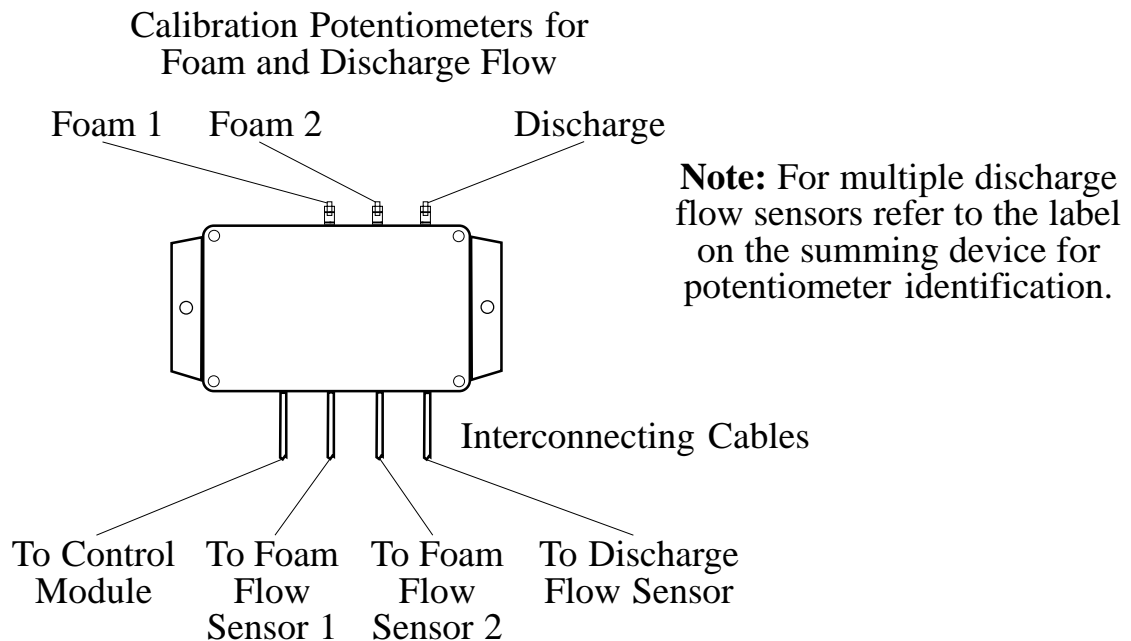 Calibration Potentiometers for
Foam and Discharge Flow
Foam 1
Foam 2
Discharge
Note: For multiple discharge
flow sensors refer to the label
on the summing device for
potentiometer identification.
Interconnecting Cables
To Control
Module
To Foam
Flow
Sensor 1
To Foam
Flow
Sensor 2
To Discharge
Flow Sensor